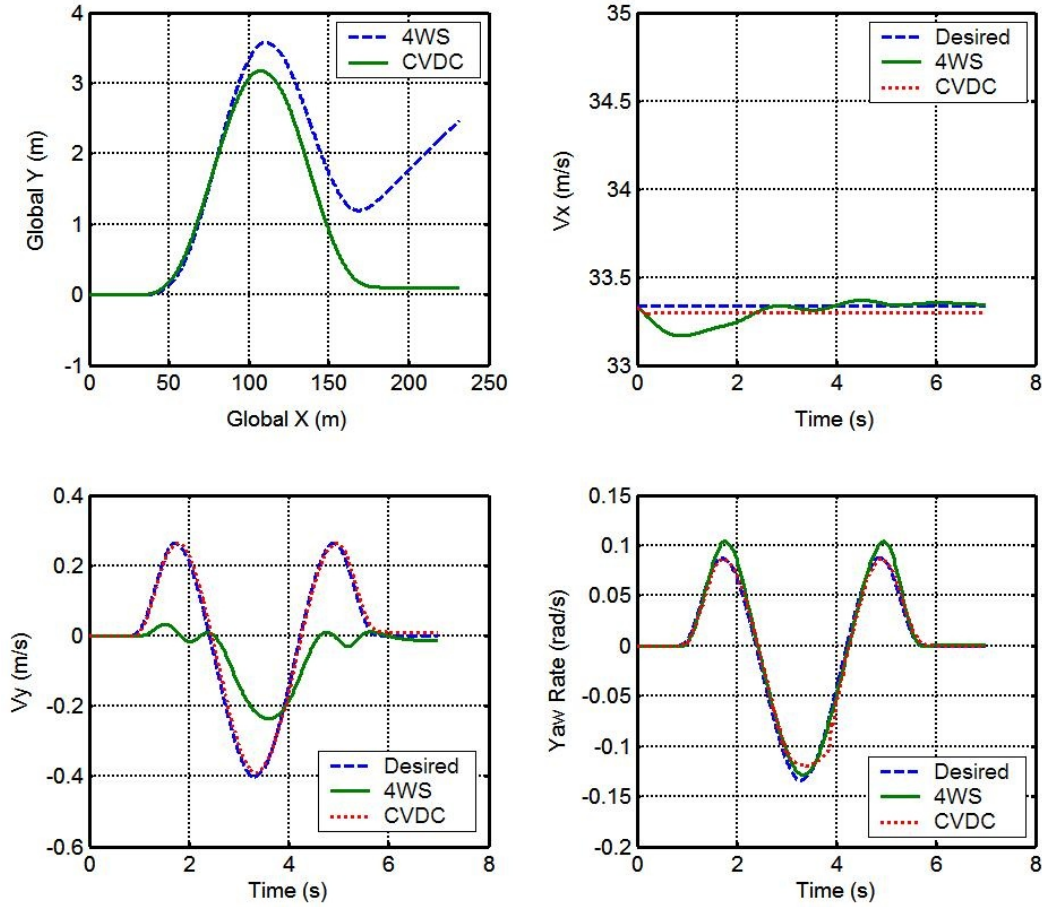 4
3
2
1
0
-1
Global Y (m)
4WS
CVDC
0
50
100
150
200
250
Global X (m)
35
34.5
34
33.5
33
Vx (m/s)
Desired
4WS
CVDC
0
2
4
6
8
Time (s)
0.4
0.2
0
-0.2
-0.4
-0.6
Vy (m/s)
Desired
4WS
CVDC
0
2
4
6
8
Time (s)
0.15
0.1
0.05
0
-0.05
-0.1
-0.15
-0.2
Yaw Rate (rad/s)
Desired
4WS
CVDC
0
2
4
6
8
Time (s)